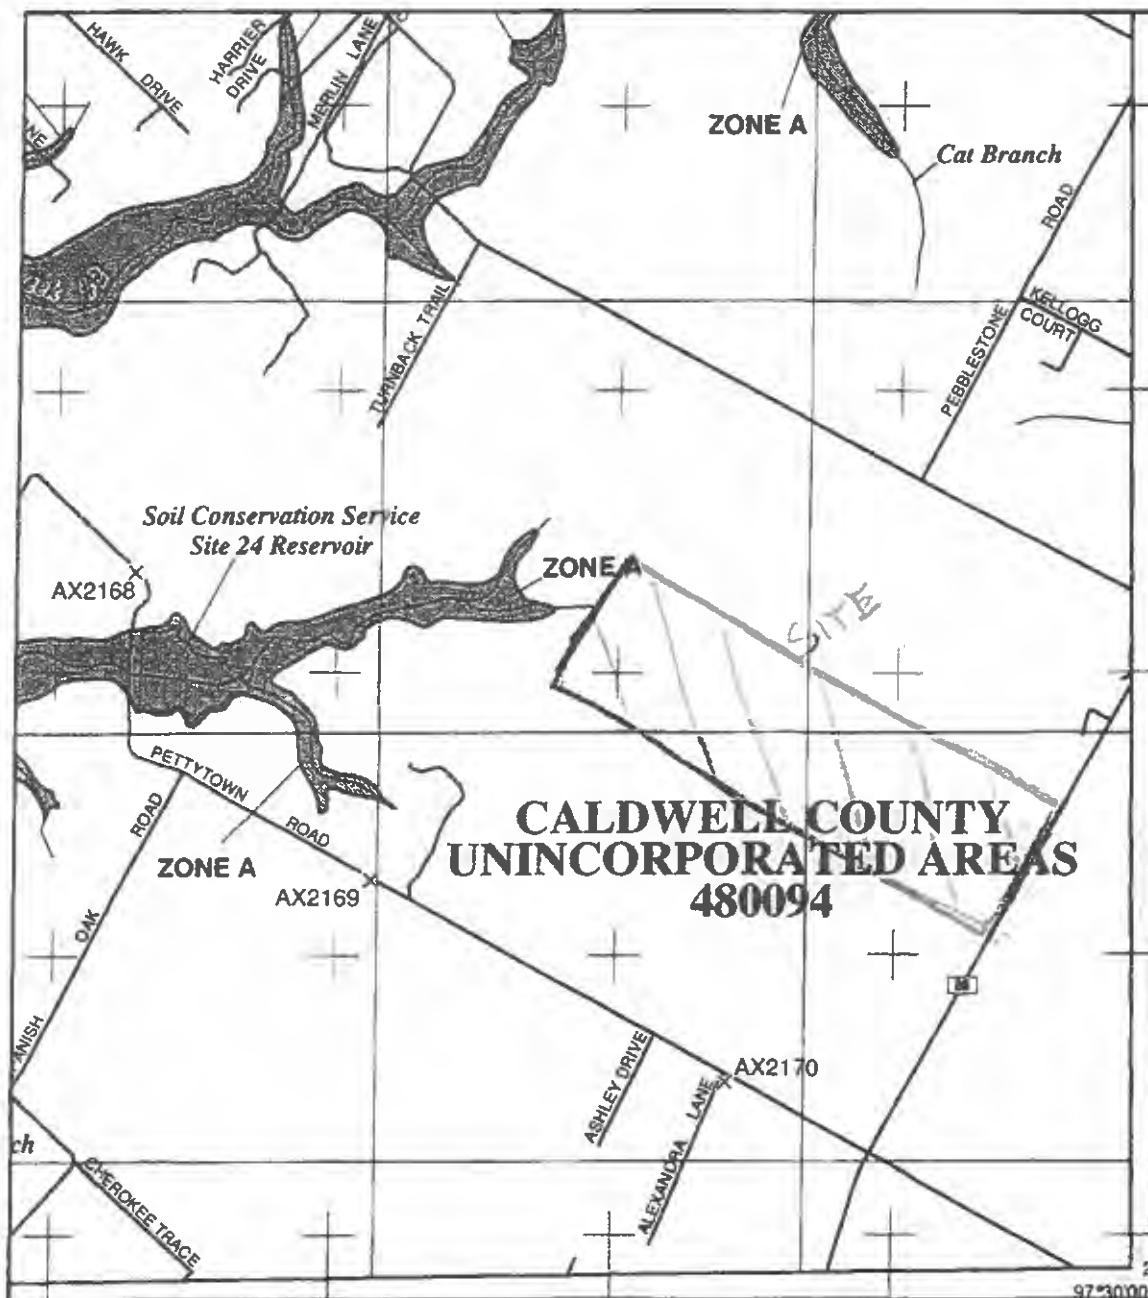 HAWK DRIVE
HARRIER
DRIVE
MERLIN LANE
ZONE A
Cat Branch
PEBBLESTONE ROAD
KELLOGG
COURT
TURNBACK TRAIL
Soil Conservation Service
Site 24 Reservoir
AX2168
ZONE A
SITE
PETTYTOWN ROAD
ZONE A
AX2169
CALDWELL COUNTY
UNINCORPORATED AREAS
480094
ANISH OAK ROAD
ASHLEY DRIVE
ALEXANDRA LANE
AX2170
ch
CHEROKEE TRACE
97°30'00